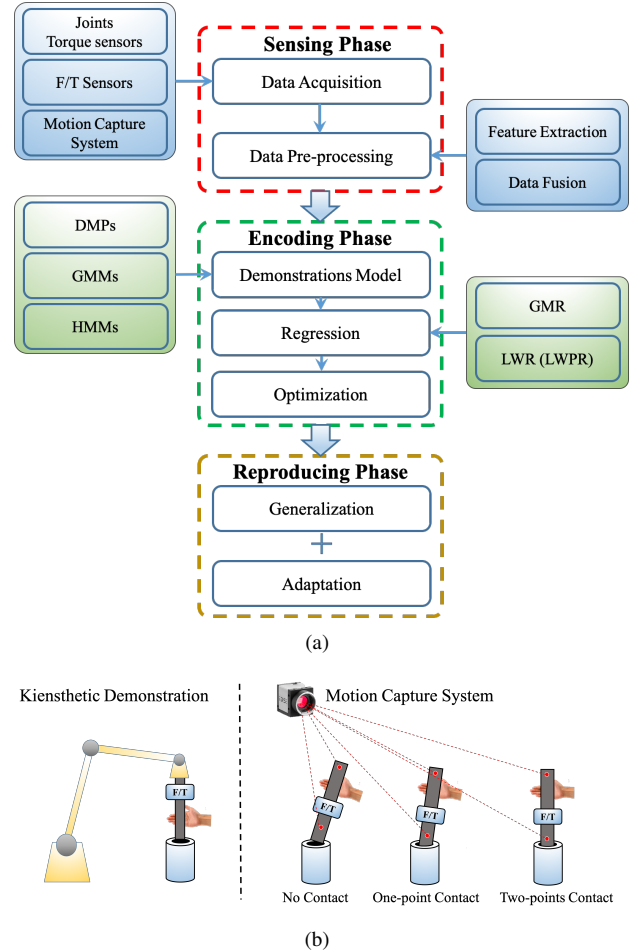 Joints
Torque sensors
F/T Sensors
Motion Capture
System
Sensing Phase
Data Acquisition
Data Pre-processing
Feature Extraction
Data Fusion
DMPs
GMMs
HMMs
Encoding Phase
Demonstrations Model
Regression
Optimization
GMR
LWR (LWPR)
Reproducing Phase
Generalization
+
Adaptation
(a)
Kiensthetic Demonstration
F/T
Motion Capture System
F/T
F/T
F/T
No Contact
One-point Contact
Two-points Contact
(b)